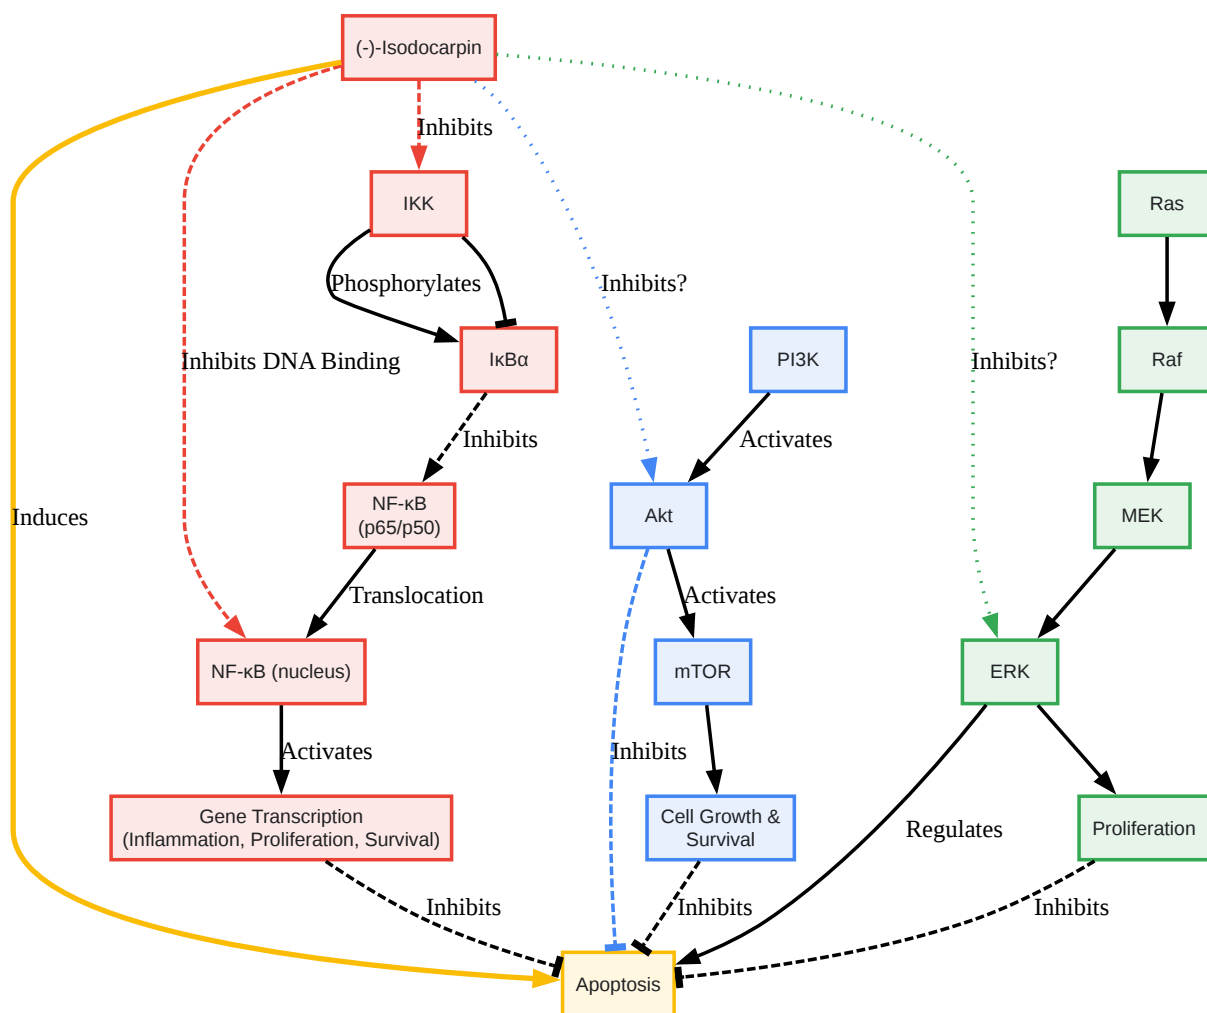 (-)-Isodocarpin
Inhibits
IKK
Ras
Phosphorylates
Inhibits?
Inhibits DNA Binding
IκBα
PI3K
Inhibits?
Raf
Inhibits
Activates
Induces
NF-κB
(p65/p50)
Akt
MEK
Translocation
Activates
NF-κB (nucleus)
mTOR
ERK
Activates
Inhibits
Gene Transcription
(Inflammation, Proliferation, Survival)
Cell Growth &
Survival
Regulates
Proliferation
Inhibits
Inhibits
Inhibits
Apoptosis